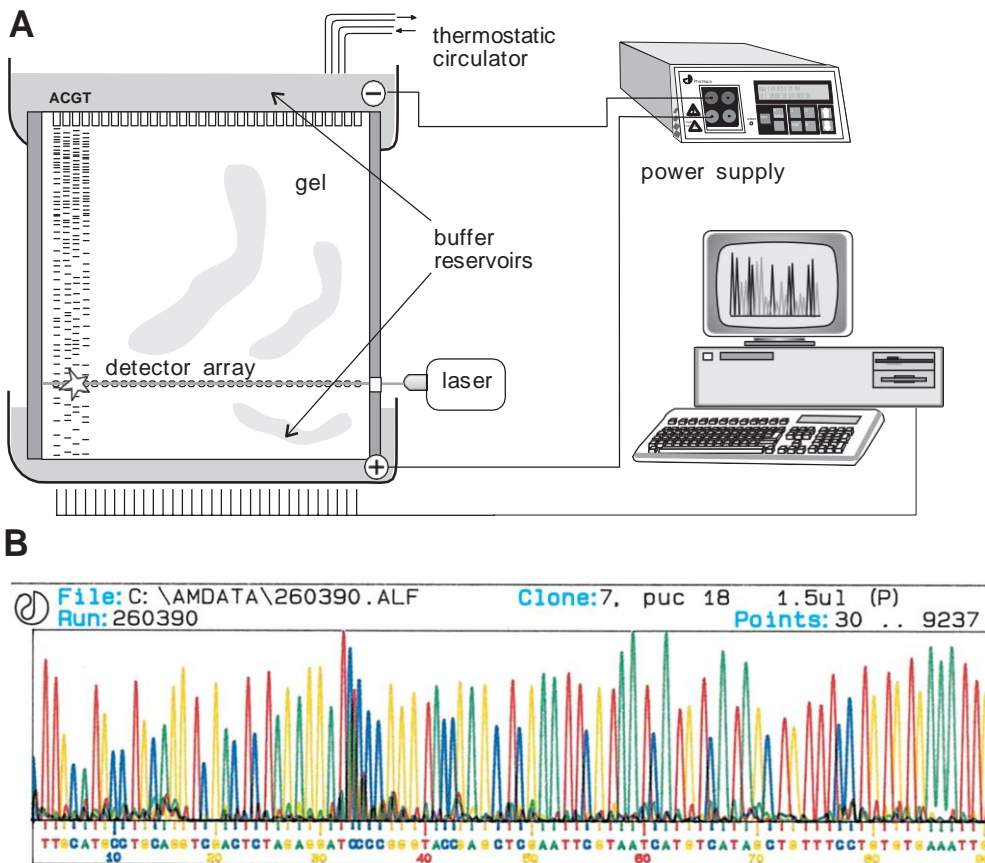 A
thermostatic
circulator
ACGT
gel
power supply
buffer
reservoirs
detector array
laser
B
File: C: \AMDATA\260390.ALF Clone:7, puc 18 1.5ul (P)
Run: 260390 Points: 30 .. 9237
TTGCATGCCTGCAGGTCGACTCTAGAGGATCCCCGGGTACCGAGCTCGAATTCGTAATCATGTCATAGCTGTTTCCTGTGTGAAATT
10 20 30 40 50 60 70 80